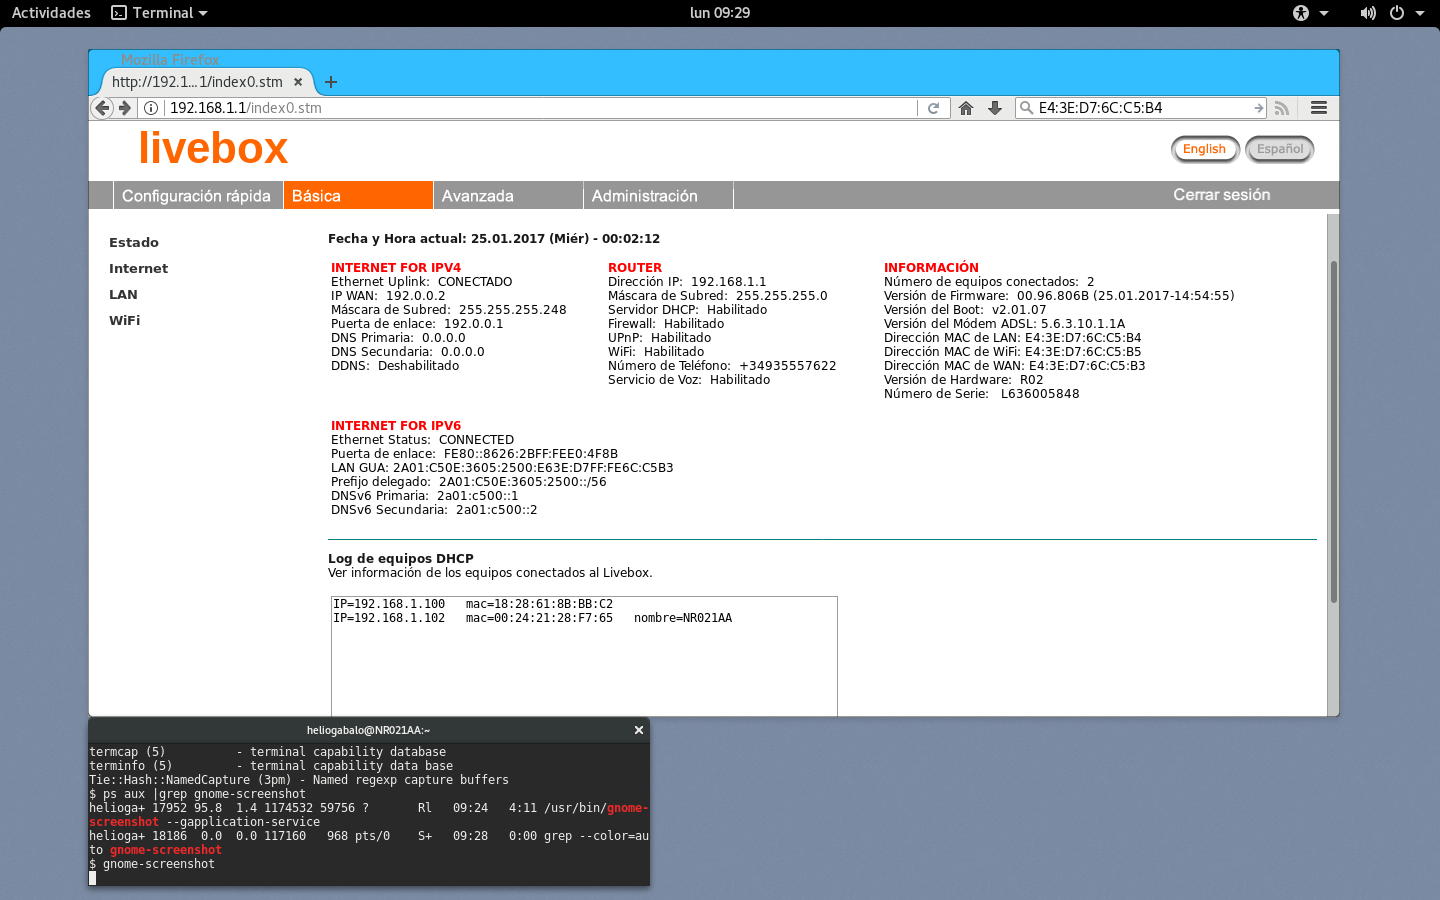 Actividades Terminal lun 09:29
Mozilla Firefox
http://192.1...1/index0.stm × +
192.168.1.1/index0.stm E4:3E:D7:6C:C5:B4
livebox English Español
Configuración rápida Básica Avanzada Administración Cerrar sesión
Estado
Internet
LAN
WiFi
Fecha y Hora actual: 25.01.2017 (Miér) - 00:02:12
INTERNET FOR IPV4
Ethernet Uplink: CONECTADO
IP WAN: 192.0.0.2
Máscara de Subred: 255.255.255.248
Puerta de enlace: 192.0.0.1
DNS Primaria: 0.0.0.0
DNS Secundaria: 0.0.0.0
DDNS: Deshabilitado
ROUTER
Dirección IP: 192.168.1.1
Máscara de Subred: 255.255.255.0
Servidor DHCP: Habilitado
Firewall: Habilitado
UPnP: Habilitado
WiFi: Habilitado
Número de Teléfono: +34935557622
Servicio de Voz: Habilitado
INFORMACIÓN
Número de equipos conectados: 2
Versión de Firmware: 00.96.806B (25.01.2017-14:54:55)
Versión del Boot: v2.01.07
Versión del Módem ADSL: 5.6.3.10.1.1A
Dirección MAC de LAN: E4:3E:D7:6C:C5:B4
Dirección MAC de WiFi: E4:3E:D7:6C:C5:B5
Dirección MAC de WAN: E4:3E:D7:6C:C5:B3
Versión de Hardware: R02
Número de Serie: L636005848
INTERNET FOR IPV6
Ethernet Status: CONNECTED
Puerta de enlace: FE80::8626:2BFF:FEE0:4F8B
LAN GUA: 2A01:C50E:3605:2500:E63E:D7FF:FE6C:C5B3
Prefijo delegado: 2A01:C50E:3605:2500::/56
DNSv6 Primaria: 2a01:c500::1
DNSv6 Secundaria: 2a01:c500::2
Log de equipos DHCP
Ver información de los equipos conectados al Livebox.
IP=192.168.1.100 mac=18:28:61:8B:BB:C2
IP=192.168.1.102 mac=00:24:21:28:F7:65 nombre=NR021AA
heliogabalo@NR021AA:~ ×
termcap (5) - terminal capability database
terminfo (5) - terminal capability data base
Tie::Hash::NamedCapture (3pm) - Named regexp capture buffers
$ ps aux |grep gnome-screenshot
helioga+ 17952 95.8 1.4 1174532 59756 ? Rl 09:24 4:11 /usr/bin/gnome-
screenshot --gapplication-service
helioga+ 18186 0.0 0.0 117160 968 pts/0 S+ 09:28 0:00 grep --color=au
to gnome-screenshot
$ gnome-screenshot